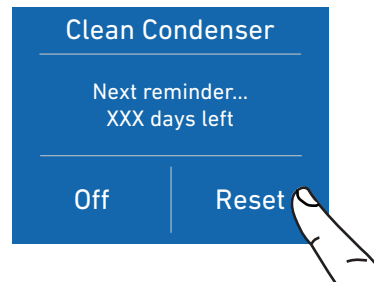 Clean Condenser
Next reminder...
XXX days left
Off
Reset